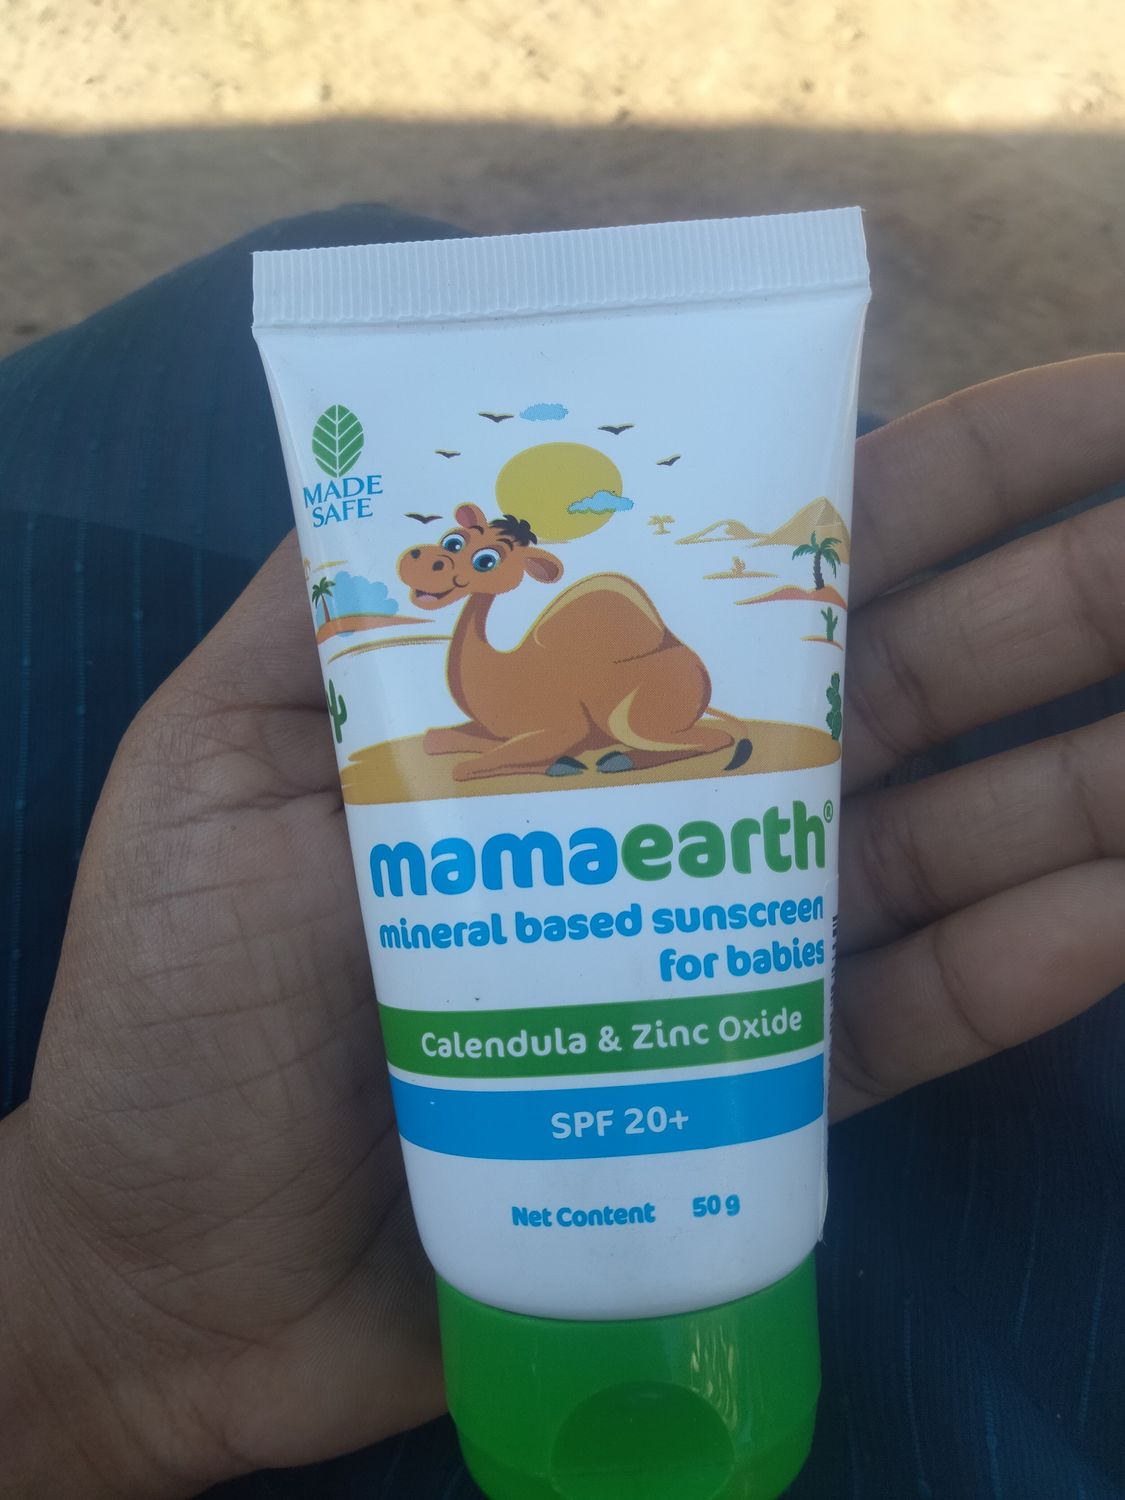 MADE
SAFE
mamaearth®
mineral based sunscreen
for babies
Calendula & Zinc Oxide
SPF 20+
Net Content 50 g